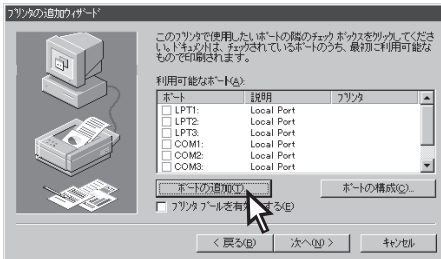 プリンタの追加ウィザード
このプリンタで使用したいポートの隣のチェック ボックスをクリックしてくださ
い。ドキュメントは、チェックされているポートのうち、最初に利用可能な
もので印刷されます。
利用可能なポート(A):
ポート 説明 プリンタ
LPT1: Local Port
LPT2: Local Port
LPT3: Local Port
COM1: Local Port
COM2: Local Port
COM3: Local Port
ポートの追加(T)... ポートの構成(C)...
プリンタ プールを有効 する(E)
< 戻る(B) 次へ(N) > キャンセル